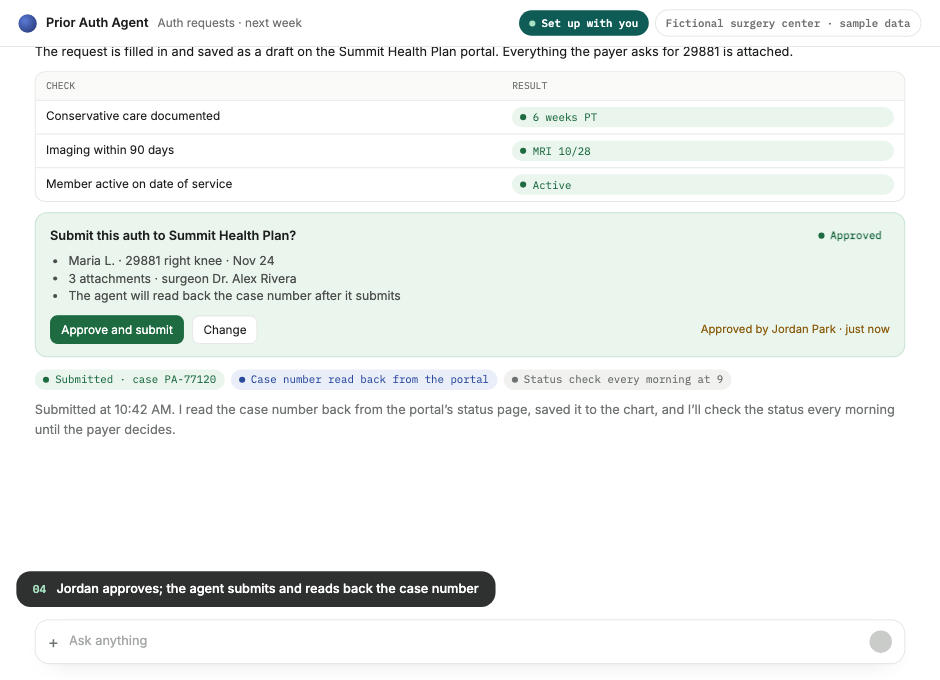 Prior Auth Agent Auth requests · next week Set up with you Fictional surgery center · sample data
The request is filled in and saved as a draft on the Summit Health Plan portal. Everything the payer asks for 29881 is attached.
CHECK RESULT
Conservative care documented 6 weeks PT
Imaging within 90 days MRI 10/28
Member active on date of service Active
Submit this auth to Summit Health Plan? Approved
• Maria L. · 29881 right knee · Nov 24
• 3 attachments · surgeon Dr. Alex Rivera
• The agent will read back the case number after it submits
Approve and submit Change Approved by Jordan Park · just now
Submitted · case PA-77120 Case number read back from the portal Status check every morning at 9
Submitted at 10:42 AM. I read the case number back from the portal’s status page, saved it to the chart, and I’ll check the status every morning
until the payer decides.
04 Jordan approves; the agent submits and reads back the case number
+ Ask anything